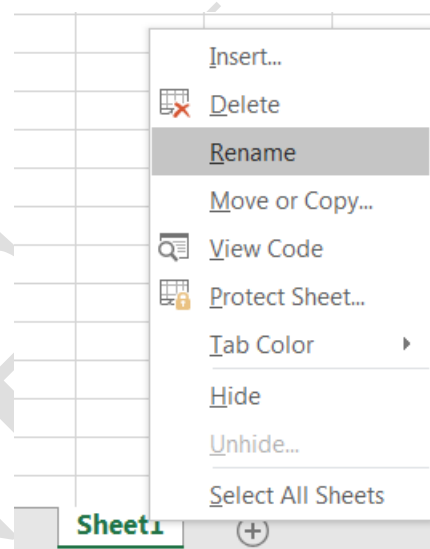 Insert...
Delete
Rename
Move or Copy...
View Code
Protect Sheet...
Tab Color
Hide
Unhide...
Select All Sheets
Sheet1